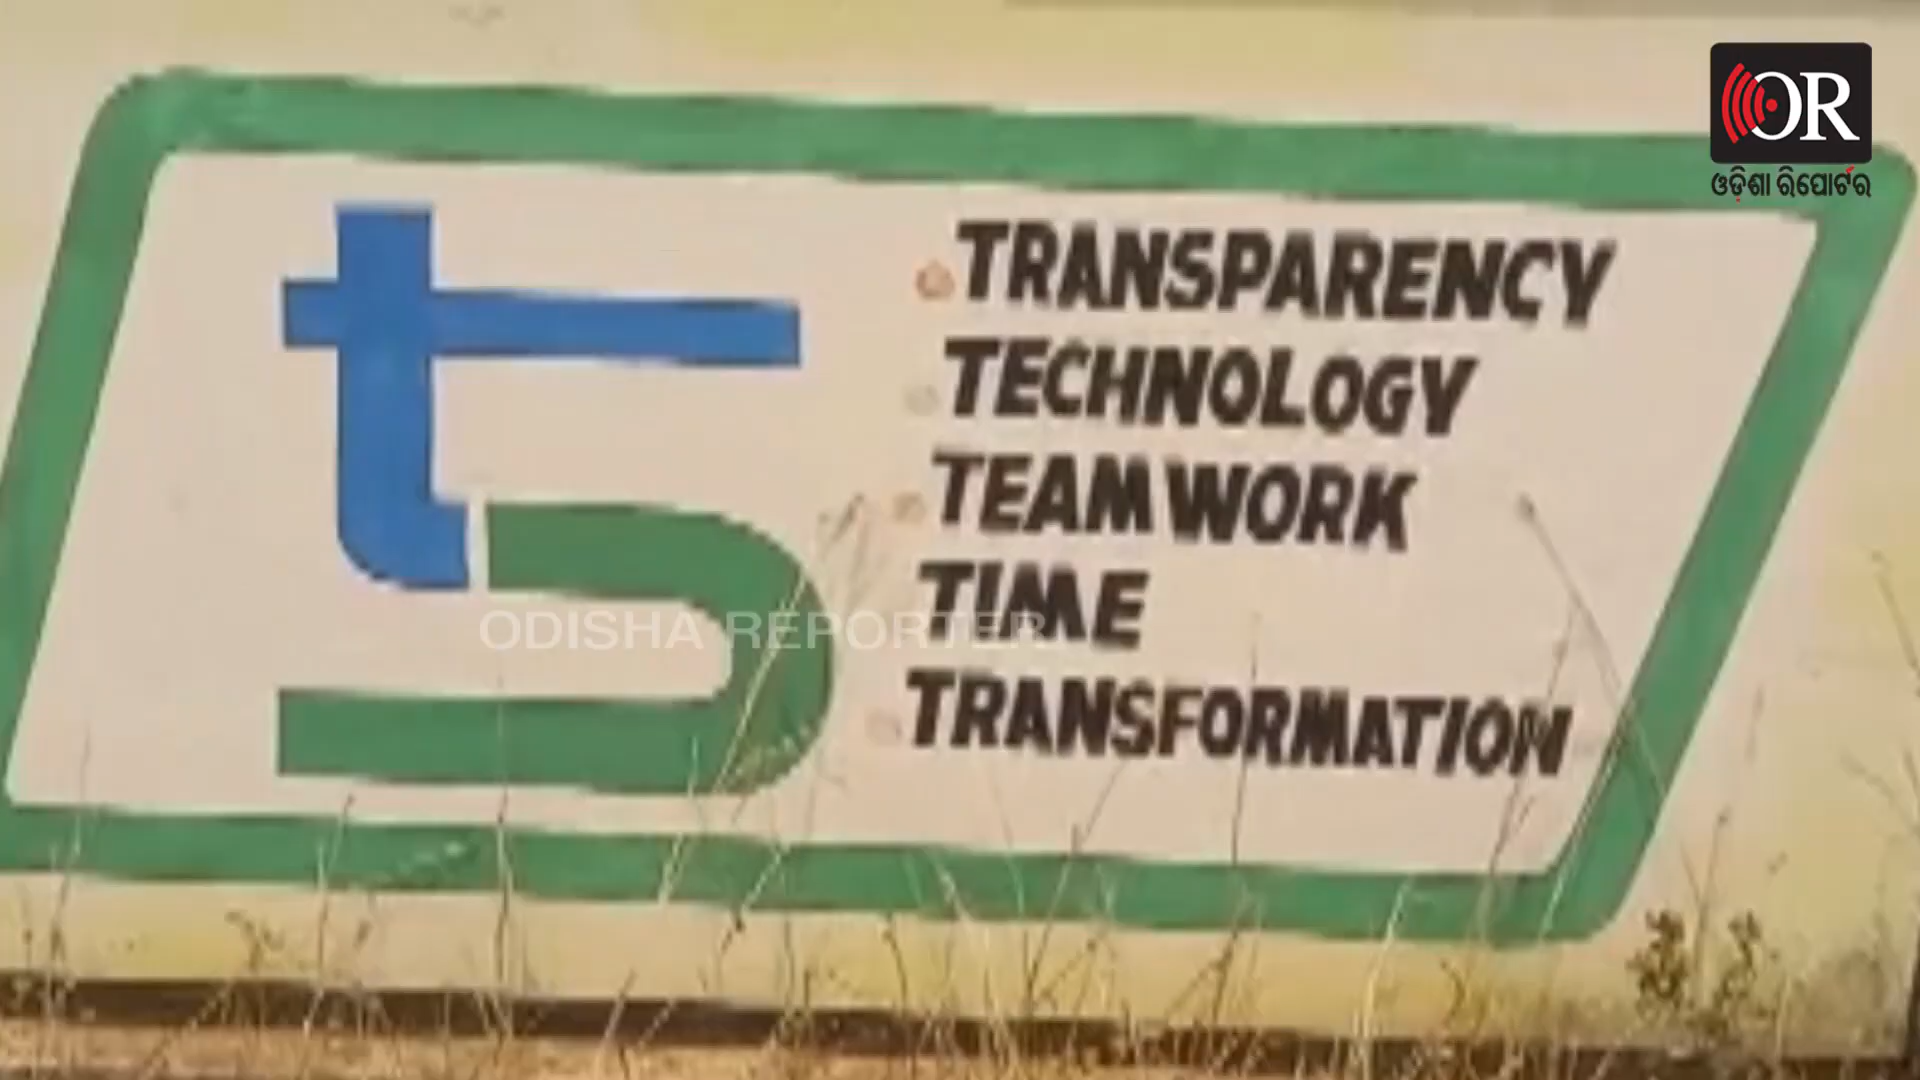 OR
ଓଡ଼ିଶା ରିପୋର୍ଟର
t5
TRANSPARENCY
TECHNOLOGY
TEAM WORK
TIME
TRANSFORMATION
ODISHA REPORTER